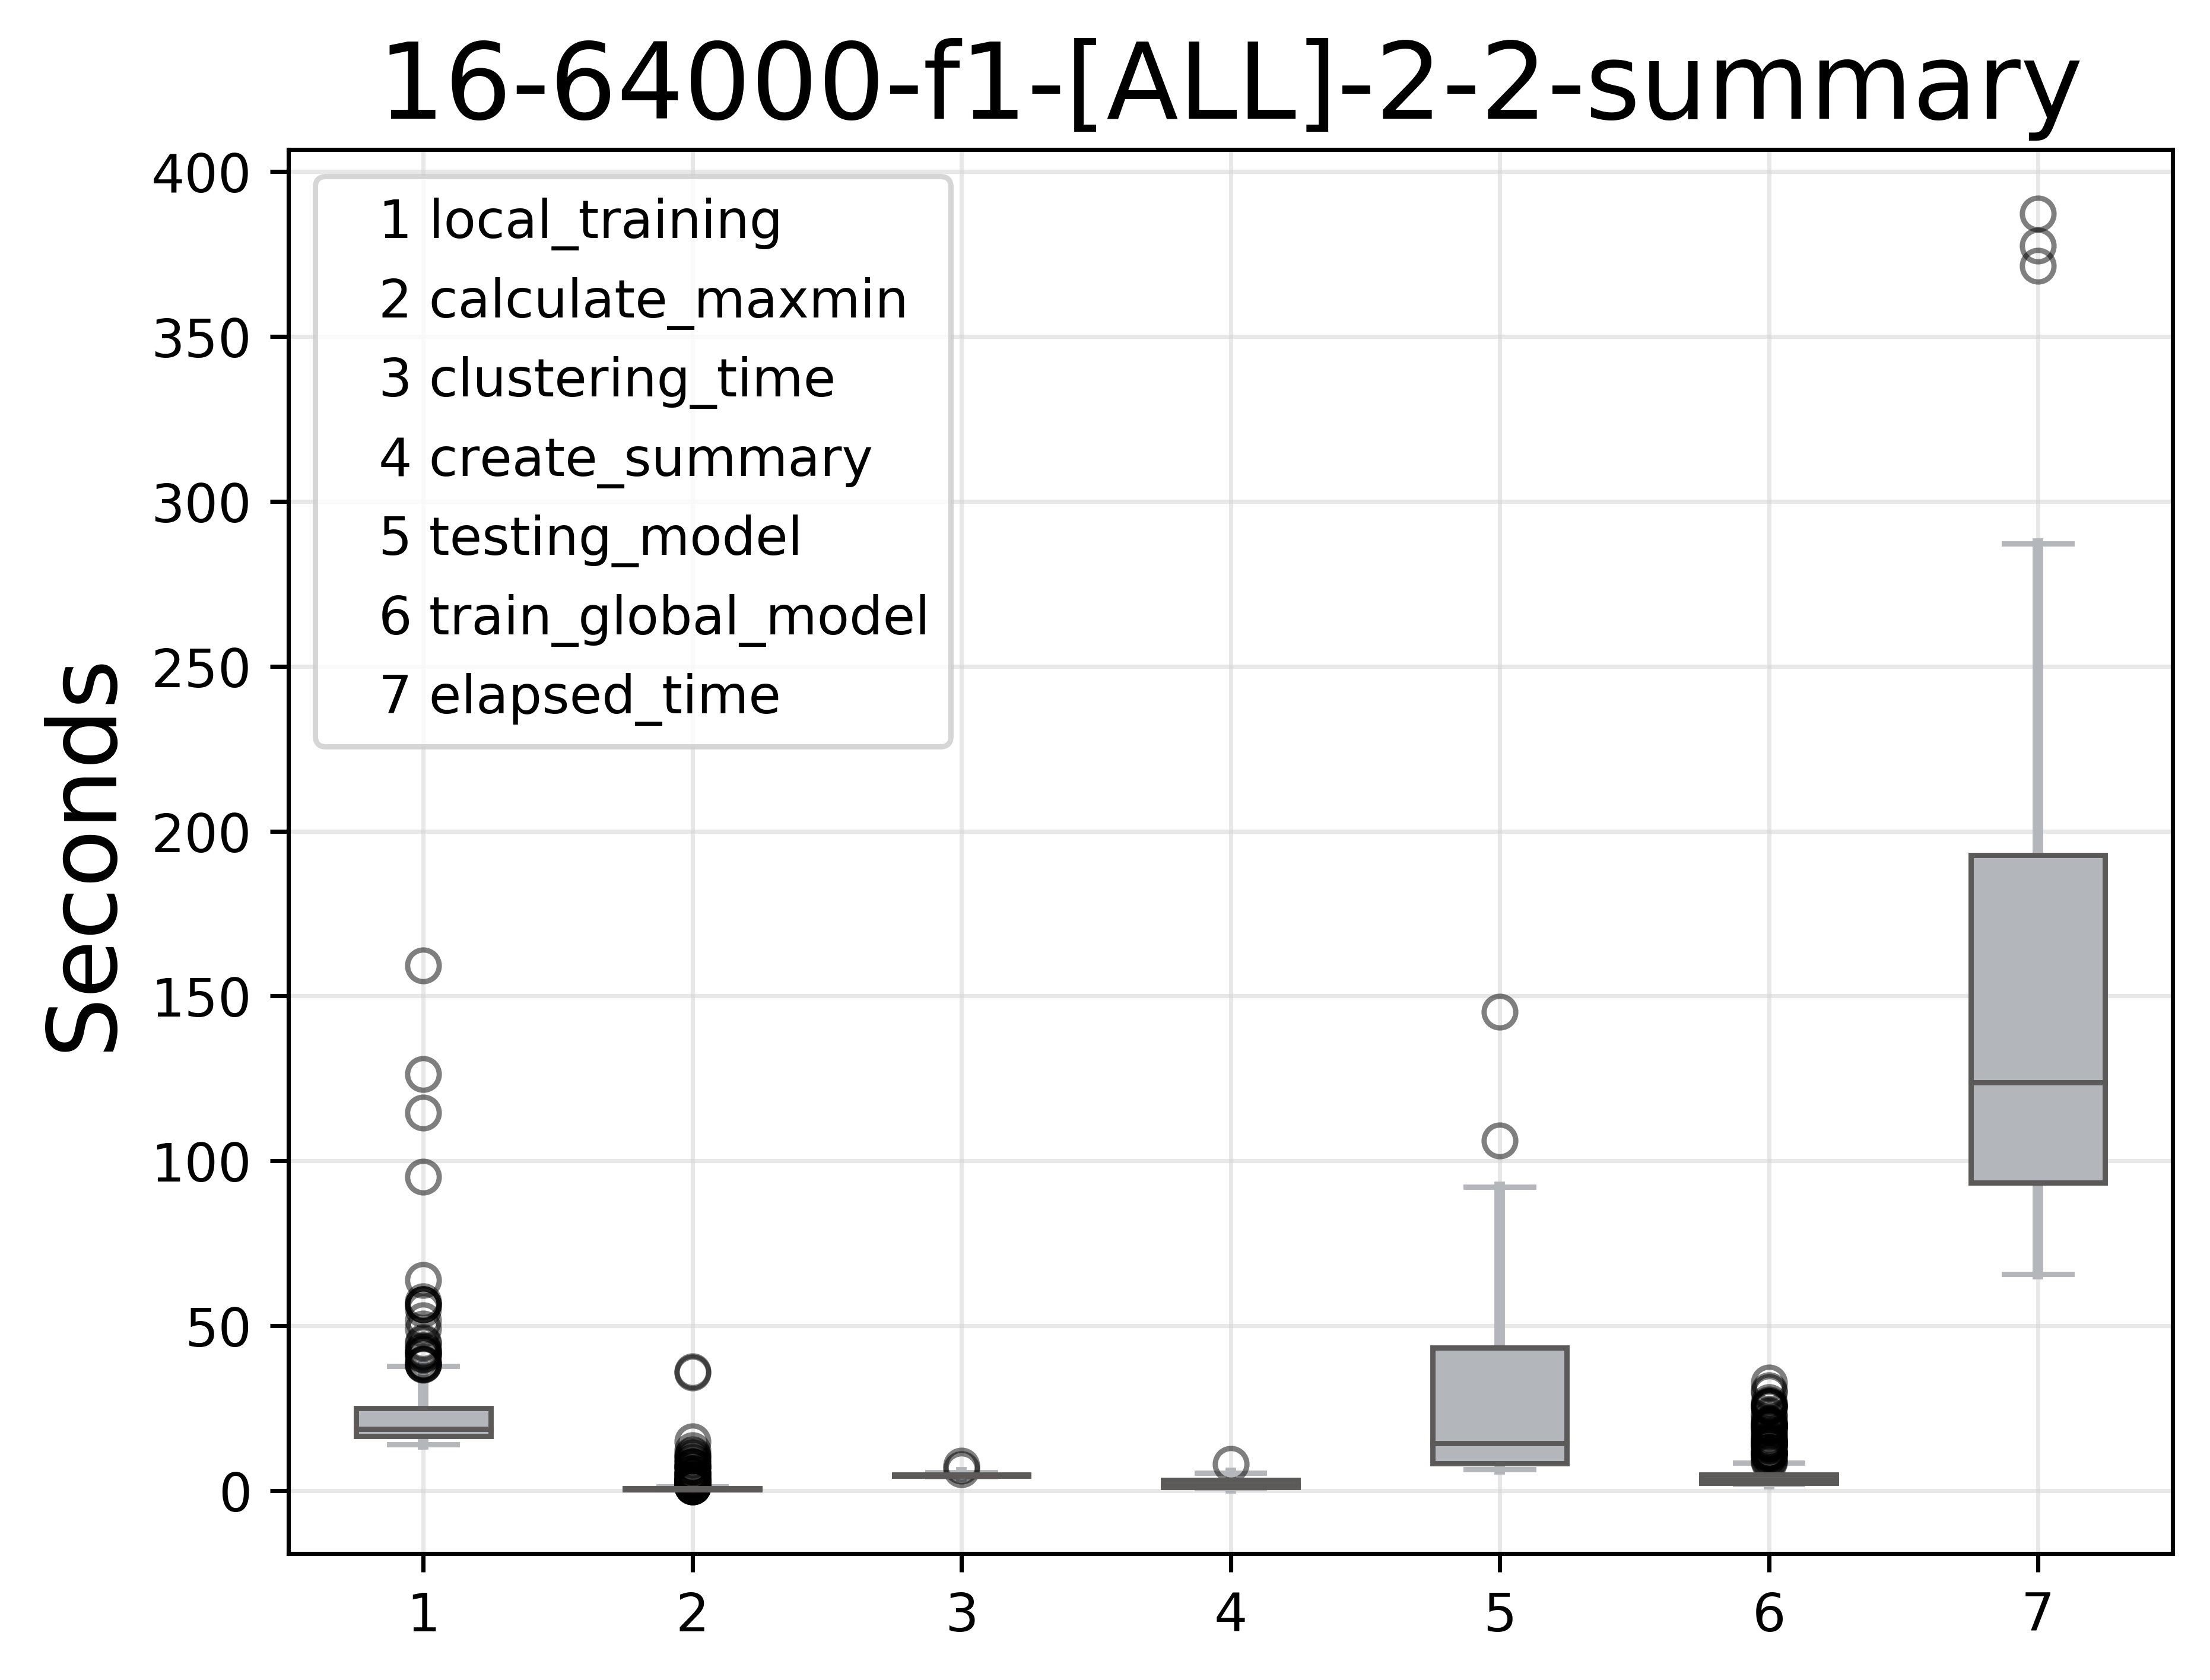 16-64000-f1-[ALL]-2-2-summary
400
350
300
250
200
150
100
50
0
Seconds
1 local_training
2 calculate_maxmin
3 clustering_time
4 create_summary
5 testing_model
6 train_global_model
7 elapsed_time
1 2 3 4 5 6 7